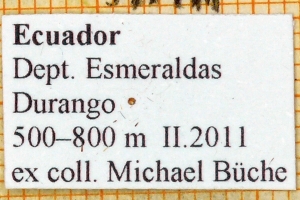 Ecuador
Dept. Esmeraldas
Durango
500–800 m II.2011
ex coll. Michael Büche